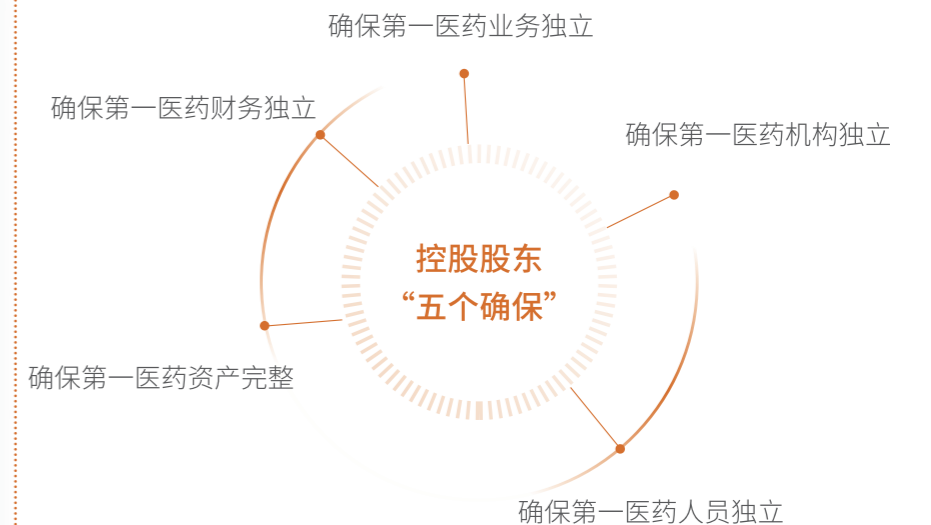 确保第一医药业务独立
确保第一医药财务独立
确保第一医药机构独立
控股股东
“五个确保”
确保第一医药资产完整
确保第一医药人员独立